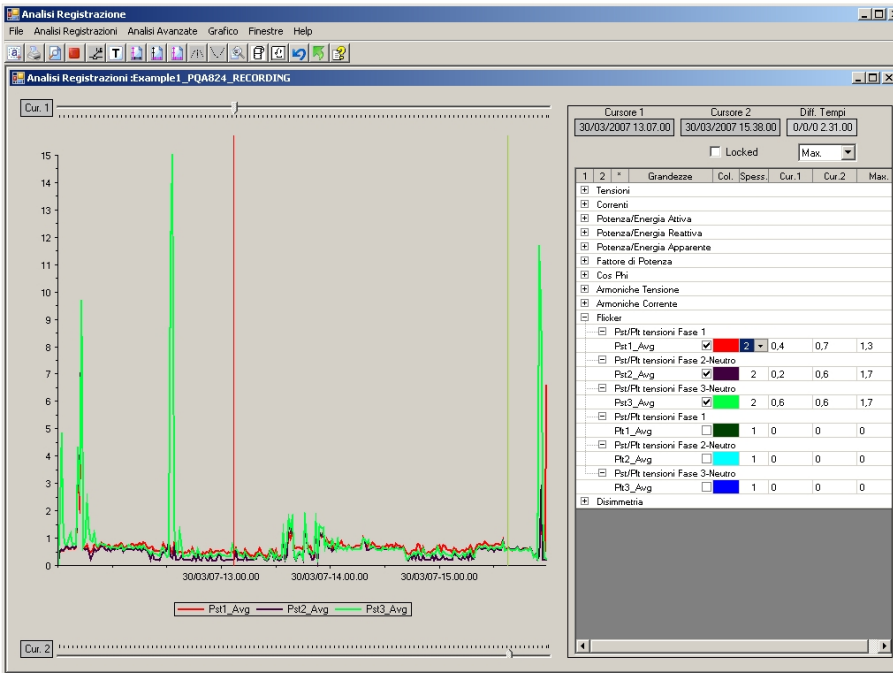 Analisi Registrazione
File Analisi Registrazioni Analisi Avanzate Grafico Finestre Help
Analisi Registrazioni :Example1_PQA824_RECORDING
Cur. 1
15
14
13
12
11
10
9
8
7
6
5
4
3
2
1
0
30/03/07-13.00.00 30/03/07-14.00.00 30/03/07-15.00.00
Pst1_Avg Pst2_Avg Pst3_Avg
Cur. 2
Cursore 1 Cursore 2 Diff. Tempi
30/03/2007 13.07.00 30/03/2007 15.38.00 0/0/0 2.31.00
Locked Max.
1 2 * Grandezze Col. Spess. Cur.1 Cur.2 Max.
Tensioni
Correnti
Potenza/Energia Attiva
Potenza/Energia Reattiva
Potenza/Energia Apparente
Fattore di Potenza
Cos Phi
Armoniche Tensione
Armoniche Corrente
Flicker
Pst/Plt tensioni Fase 1
Pst1_Avg 2 0,4 0,7 1,3
Pst/Plt tensioni Fase 2-Neutro
Pst2_Avg 2 0,2 0,6 1,7
Pst/Plt tensioni Fase 3-Neutro
Pst3_Avg 2 0,6 0,6 1,7
Pst/Plt tensioni Fase 1
Plt1_Avg 1 0 0 0
Pst/Plt tensioni Fase 2-Neutro
Plt2_Avg 1 0 0 0
Pst/Plt tensioni Fase 3-Neutro
Plt3_Avg 1 0 0 0
Disimmetria